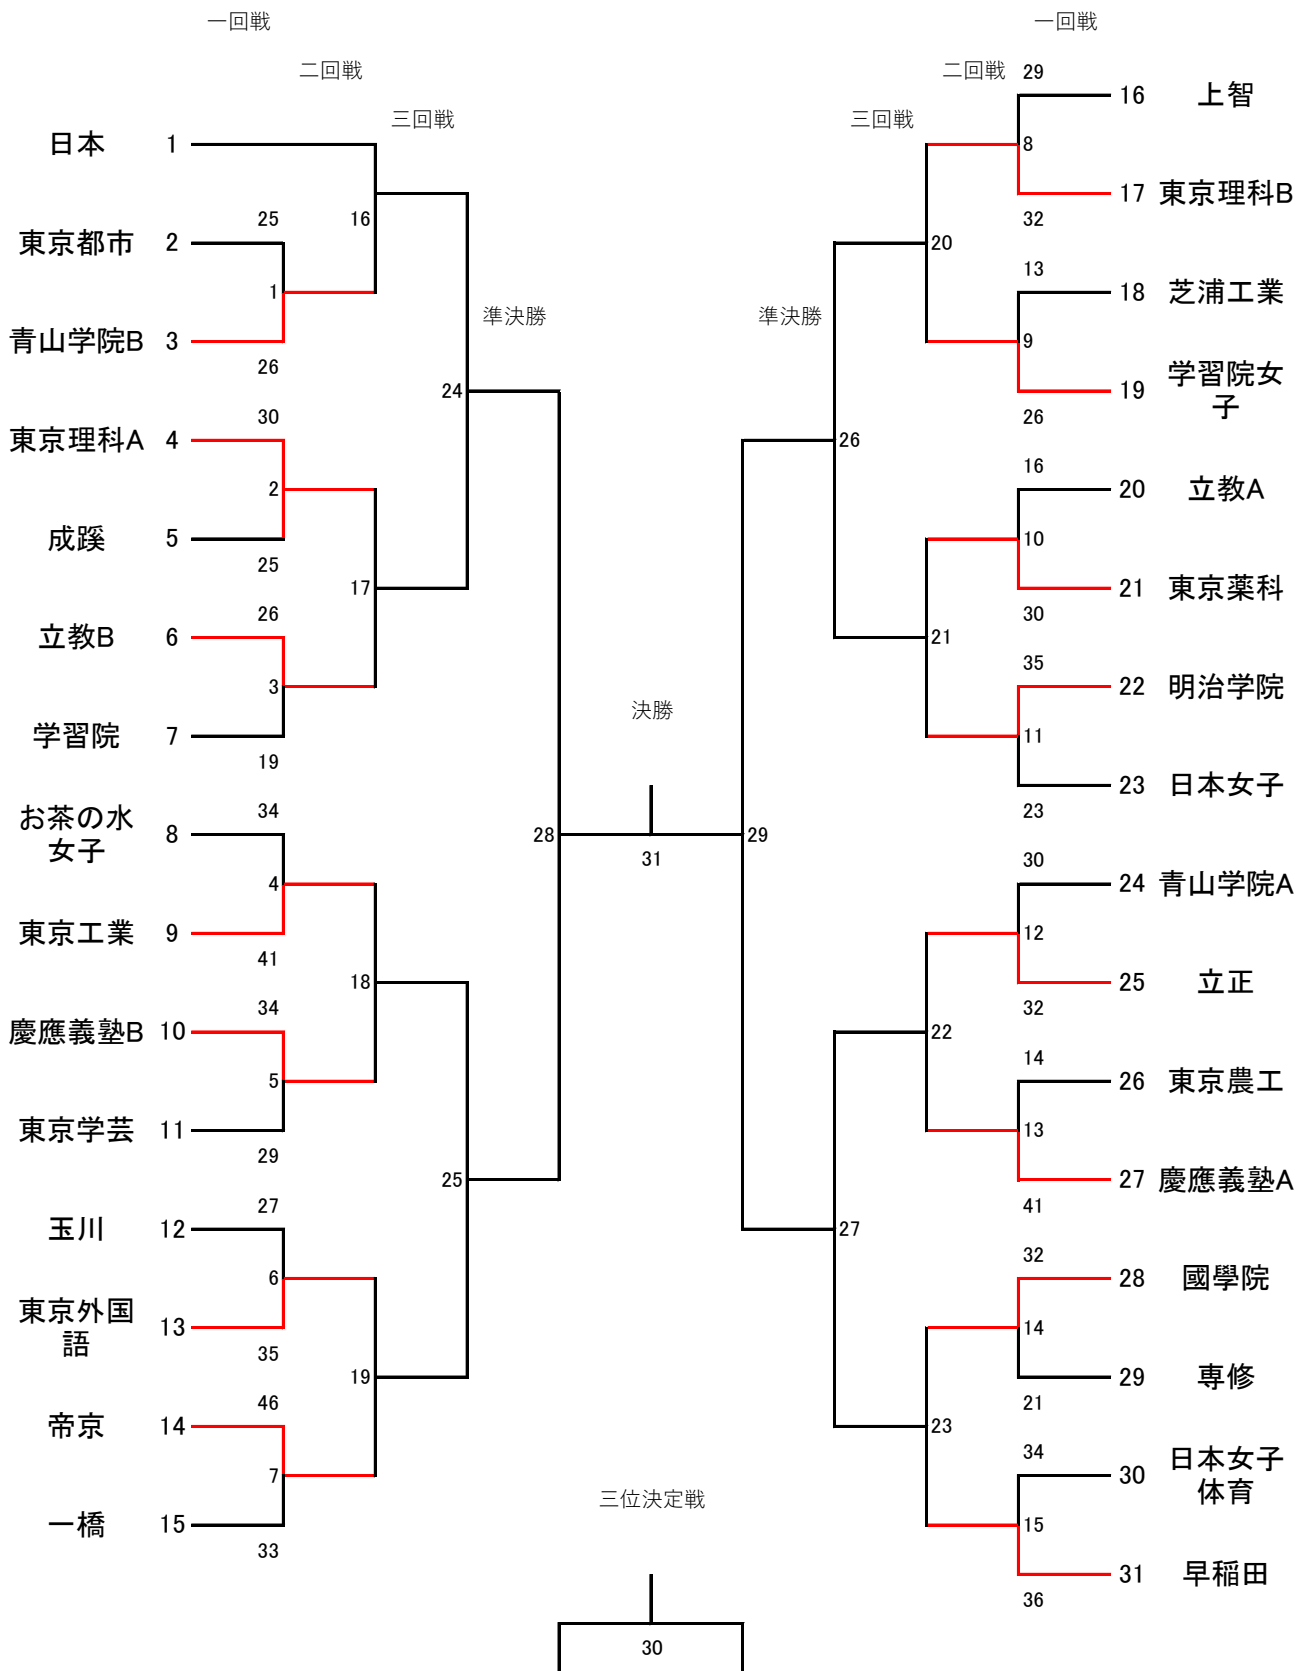 一回戦
一回戦
二回戦
二回戦
三回戦
三回戦
29
16 上智
日本 1
8
17 東京理科B
32
25
16
東京都市 2
20
1
13
18 芝浦工業
準決勝
準決勝
青山学院B 3
9
26
24
19 学習院女
子
26
30
東京理科A 4
26
16
2
20 立教A
成蹊 5
10
25
17
21 東京薬科
30
26
立教B 6
21
35
3
22 明治学院
決勝
学習院 7
11
19
23 日本女子
23
34
お茶の水
女子 8
28
29
31
30
4
24 青山学院A
東京工業 9
12
41
18
25 立正
32
34
慶應義塾B 10
22
14
5
26 東京農工
東京学芸 11
13
29
25
27 慶應義塾A
41
27
玉川 12
27
32
6
28 國學院
東京外国
語 13
14
35
19
29 専修
21
46
帝京 14
23
34
7
30 日本女子
体育
三位決定戦
一橋 15
15
33
31 早稲田
36
30